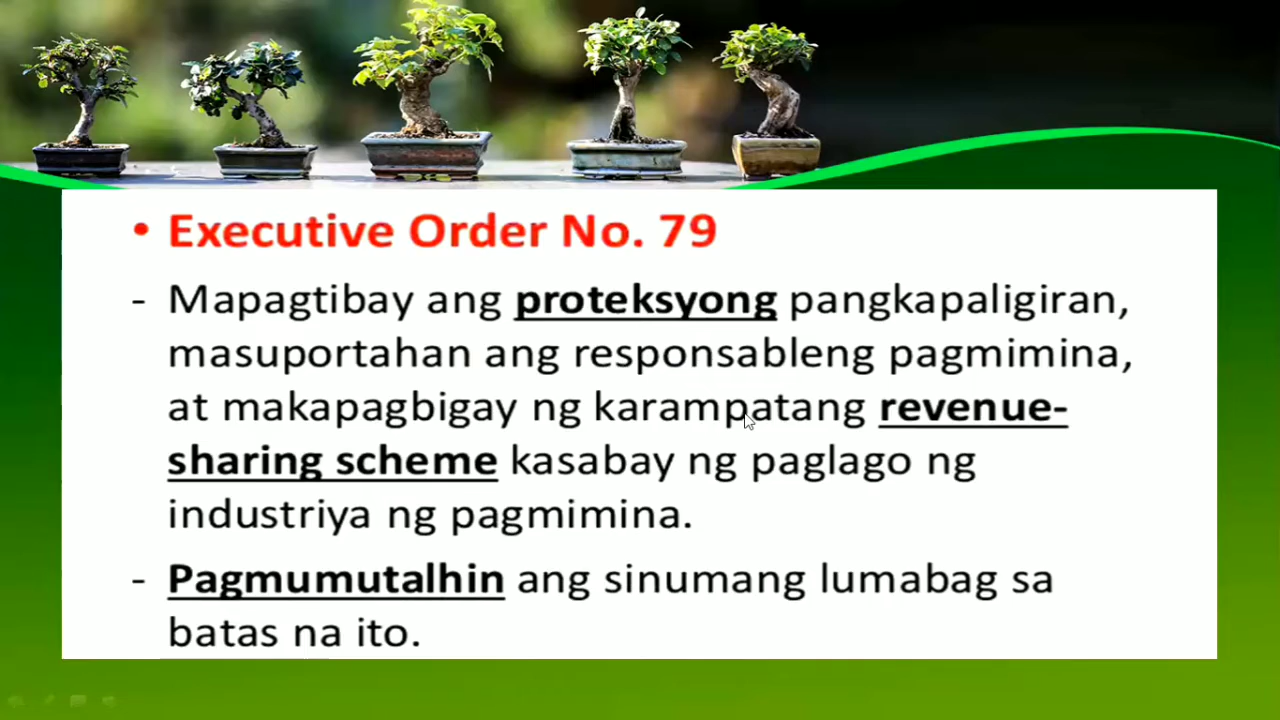 • Executive Order No. 79
- Mapagtibay ang proteksyong pangkapaligiran,
masuportahan ang responsableng pagmimina,
at makapagbigay ng karampatang revenue-
sharing scheme kasabay ng paglago ng
industriya ng pagmimina.
- Pagmumutalhin ang sinumang lumabag sa
batas na ito.